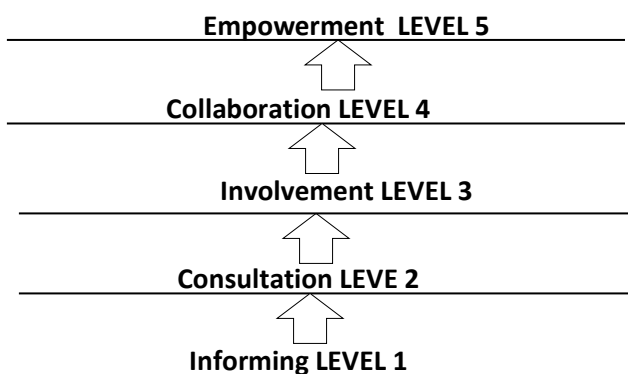 Empowerment LEVEL 5
Collaboration LEVEL 4
Involvement LEVEL 3
Consultation LEVE 2
Informing LEVEL 1